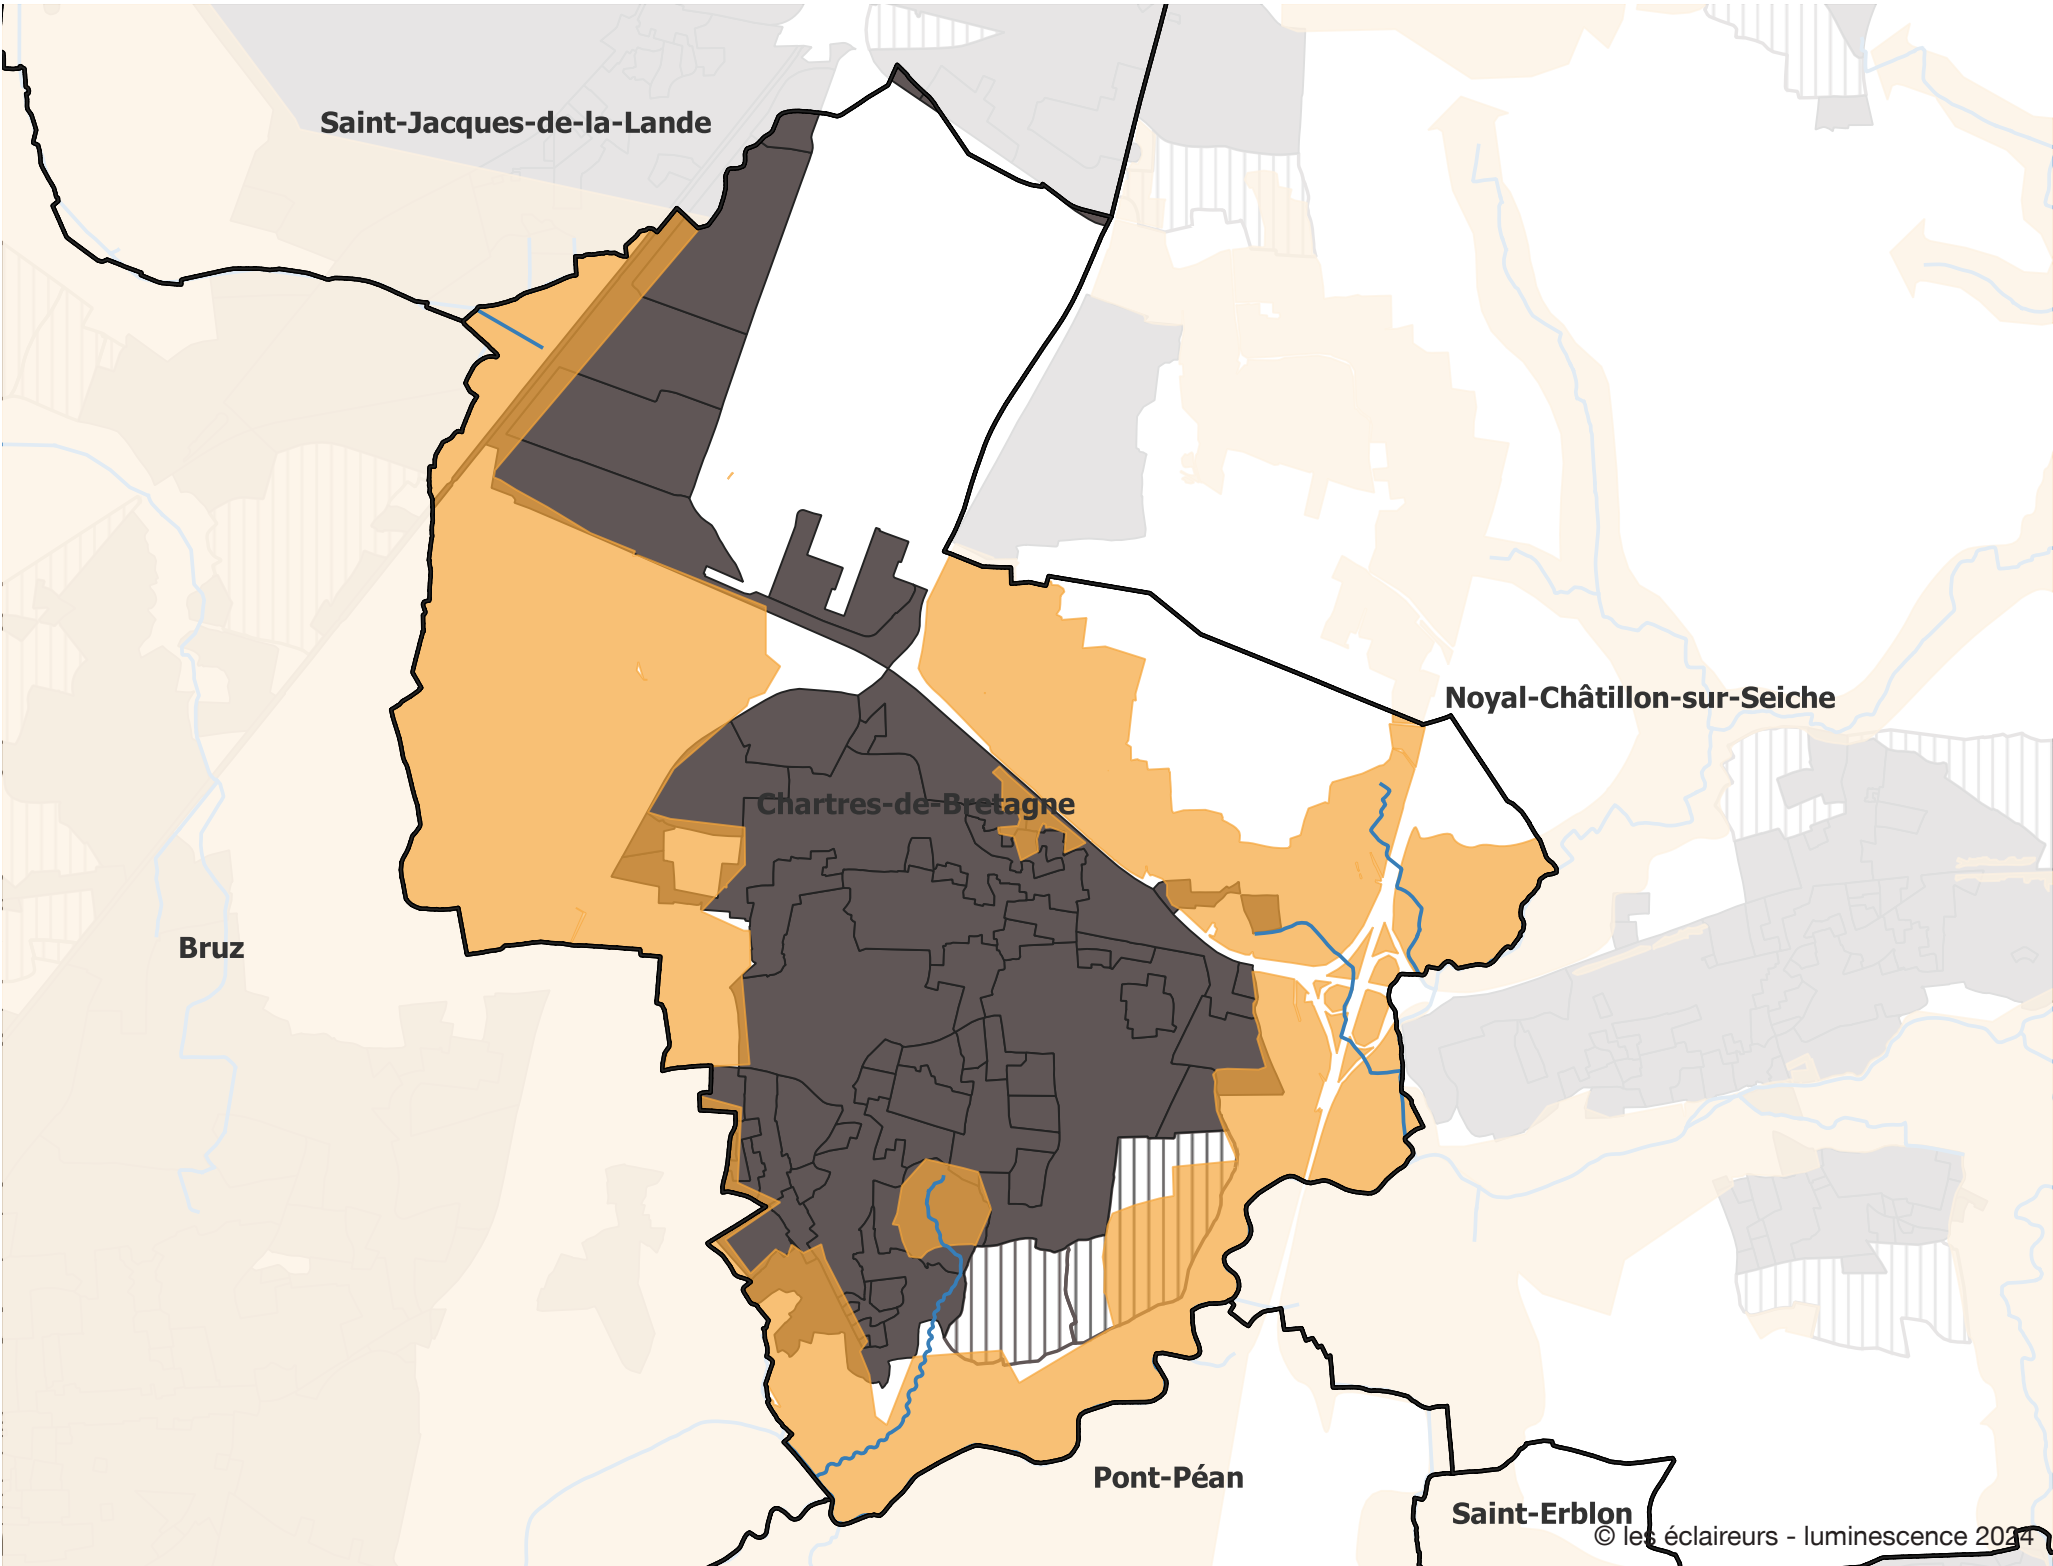 Saint-Jacques-de-la-Lande
Noyal-Châtillon-sur-Seiche
Chartres-de-Bretagne
Bruz
Pont-Péan
Saint-Erblon
© les éclaireurs - luminescence 2024